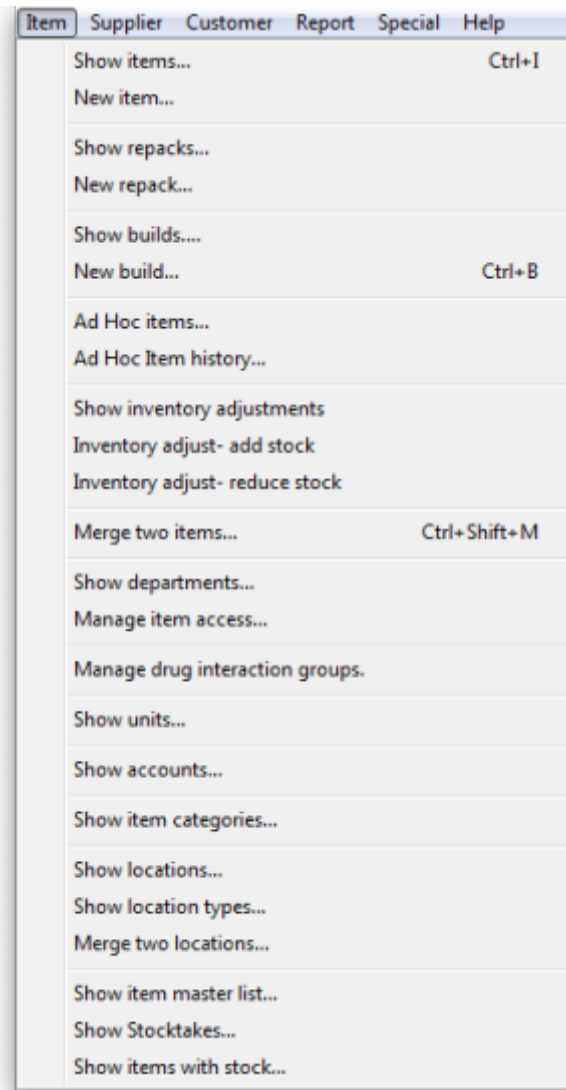 Item Supplier Customer Report Special Help
Show items... Ctrl+I
New item...
Show repacks...
New repack...
Show builds....
New build... Ctrl+B
Ad Hoc items...
Ad Hoc Item history...
Show inventory adjustments
Inventory adjust- add stock
Inventory adjust- reduce stock
Merge two items... Ctrl+Shift+M
Show departments...
Manage item access...
Manage drug interaction groups.
Show units...
Show accounts...
Show item categories...
Show locations...
Show location types...
Merge two locations...
Show item master list...
Show Stocktakes...
Show items with stock...